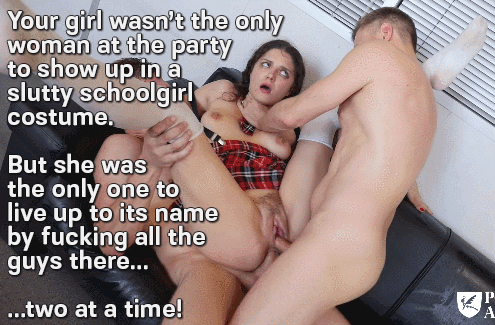 Your girl wasn't the only
woman at the party
to show up in a
slutty schoolgirl
costume.
But she was
the only one to
live up to its name
by fucking all the
guys there...
...two at a time!
P
A